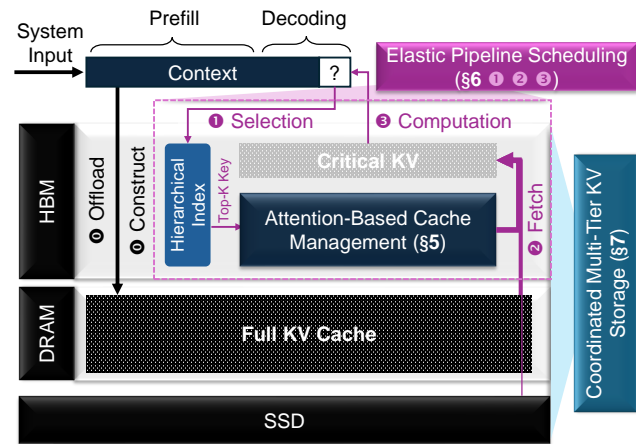 Prefill
Decoding
System
Input
Context
?
Elastic Pipeline Scheduling
(§6 ❶ ❷ ❸)
❶ Selection
❸ Computation
HBM
⓿ Offload
⓿ Construct
Hierarchical
Index
Top-K Key
Critical KV
Attention-Based Cache
Management (§5)
❷ Fetch
Coordinated Multi-Tier KV
Storage (§7)
DRAM
Full KV Cache
SSD